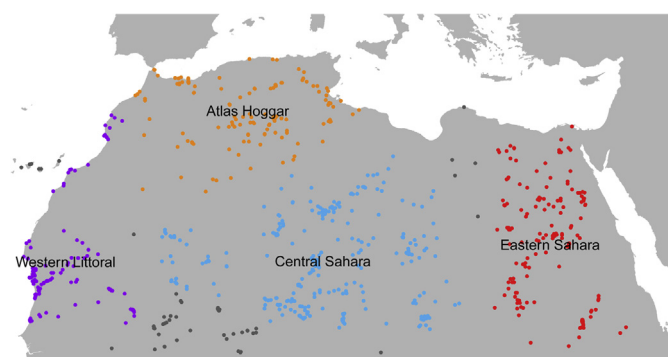 Atlas Hoggar
Western Littoral
Central Sahara
Eastern Sahara